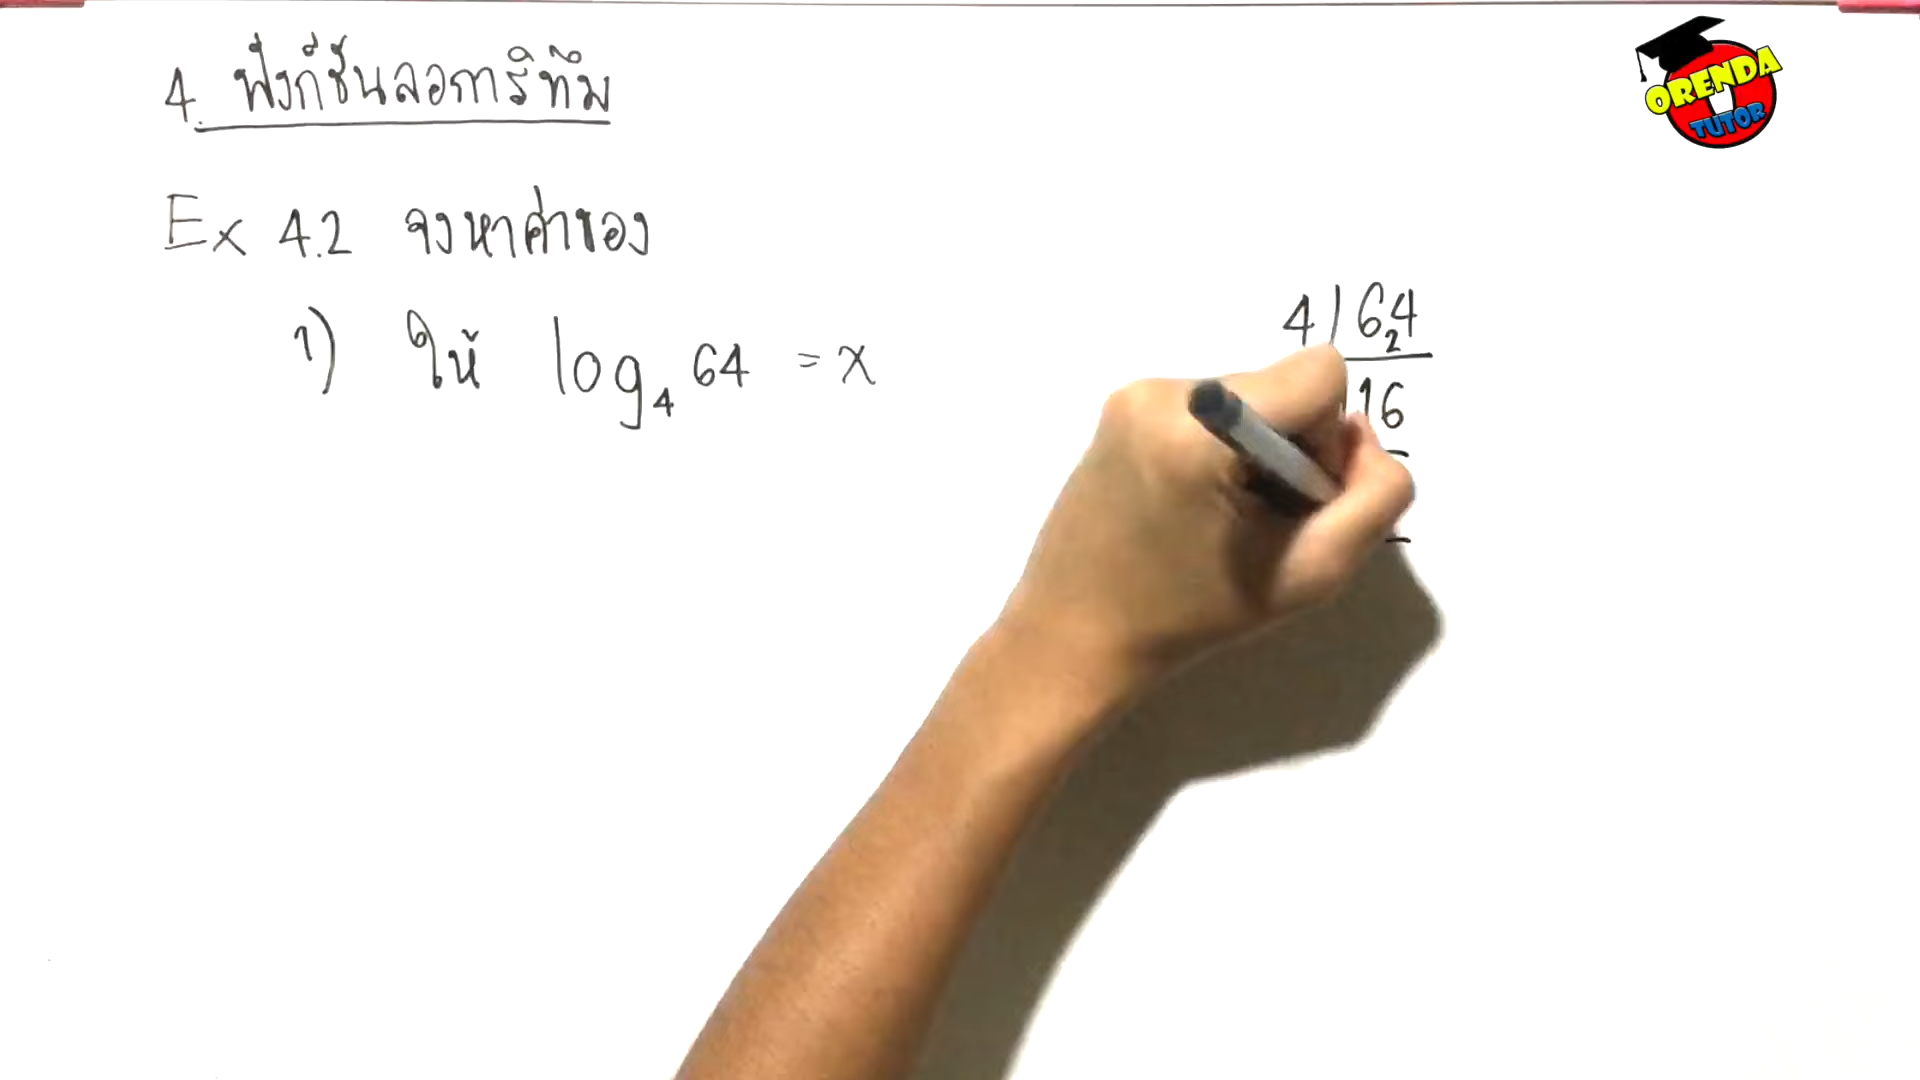 ORENDA
TUTOR
4. ฟังก์ชันลอการิทึม
Ex 4.2 จงหาค่าของ
1) ให้ log₄ 64 = x
4 ) 64
2
16